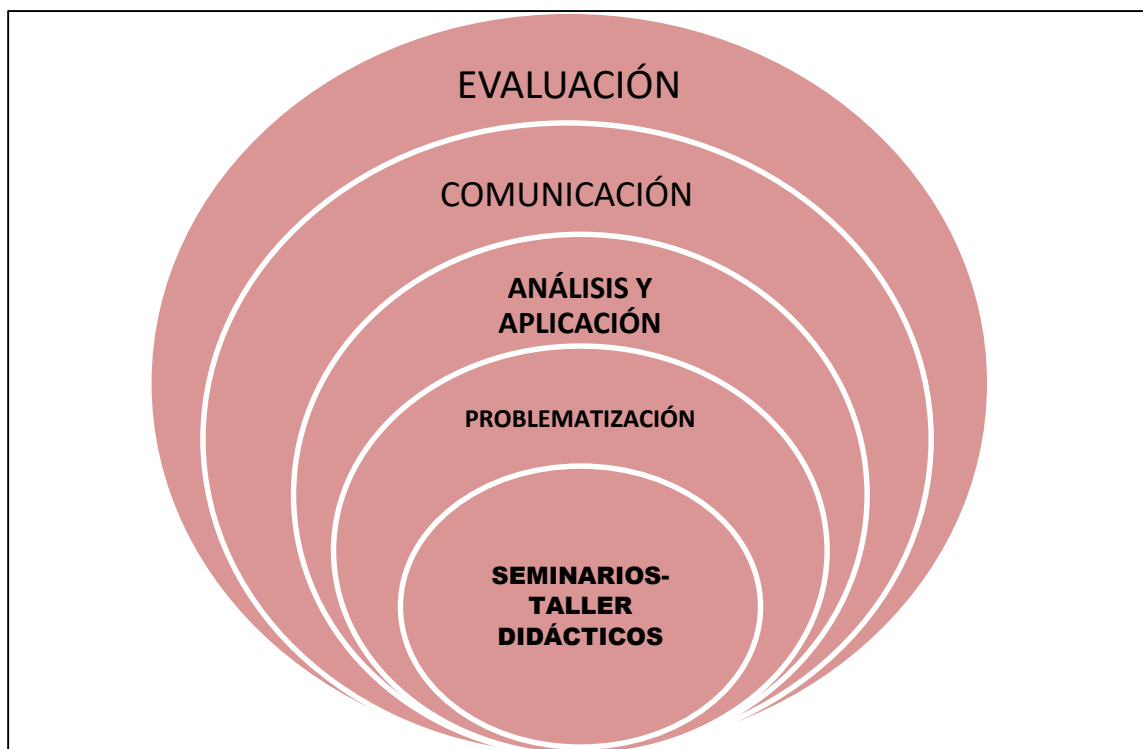 EVALUACIÓN
COMUNICACIÓN
ANÁLISIS Y
APLICACIÓN
PROBLEMATIZACIÓN
SEMINARIOS-
TALLER
DIDÁCTICOS